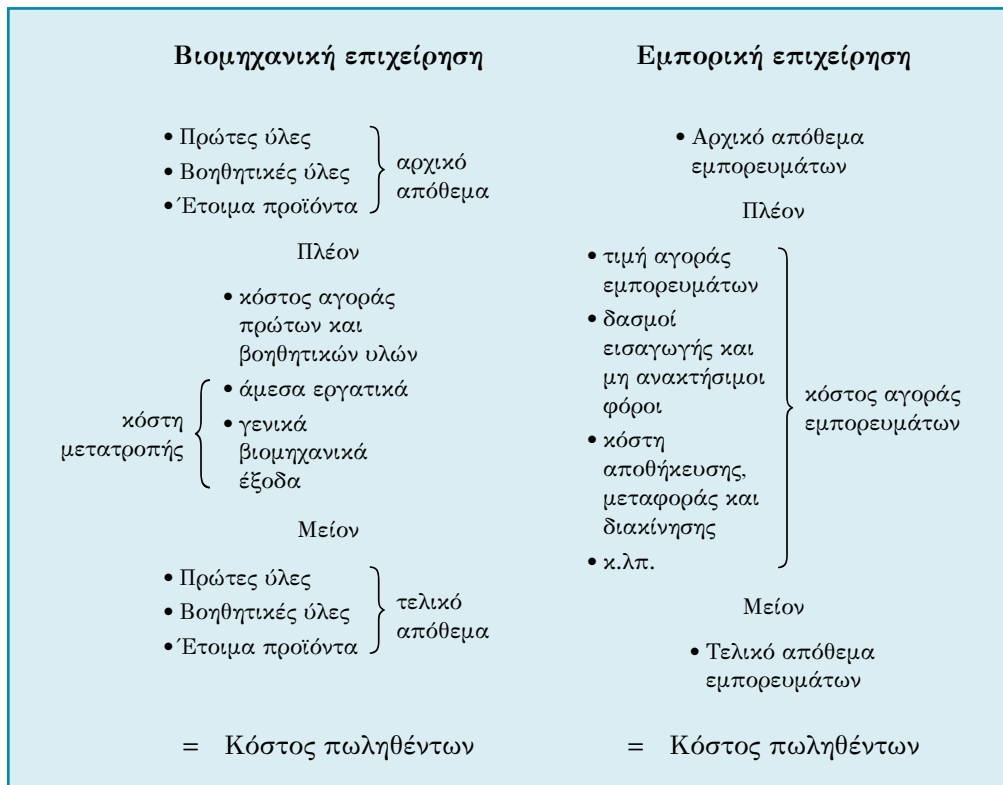 Βιομηχανική επιχείρηση
• Πρώτες ύλες
• Βοηθητικές ύλες
• Έτοιμα προϊόντα
αρχικό
απόθεμα
Πλέον
• κόστος αγοράς
πρώτων και
βοηθητικών υλών
• άμεσα εργατικά
• γενικά
βιομηχανικά
έξοδα
κόστη
μετατροπής
Μείον
• Πρώτες ύλες
• Βοηθητικές ύλες
• Έτοιμα προϊόντα
τελικό
απόθεμα
= Κόστος πωληθέντων
Εμπορική επιχείρηση
• Αρχικό απόθεμα
εμπορευμάτων
Πλέον
• τιμή αγοράς
εμπορευμάτων
• δασμοί
εισαγωγής και
μη ανακτήσιμοι
φόροι
• κόστη
αποθήκευσης,
μεταφοράς και
διακίνησης
• κ.λπ.
κόστος αγοράς
εμπορευμάτων
Μείον
• Τελικό απόθεμα
εμπορευμάτων
= Κόστος πωληθέντων